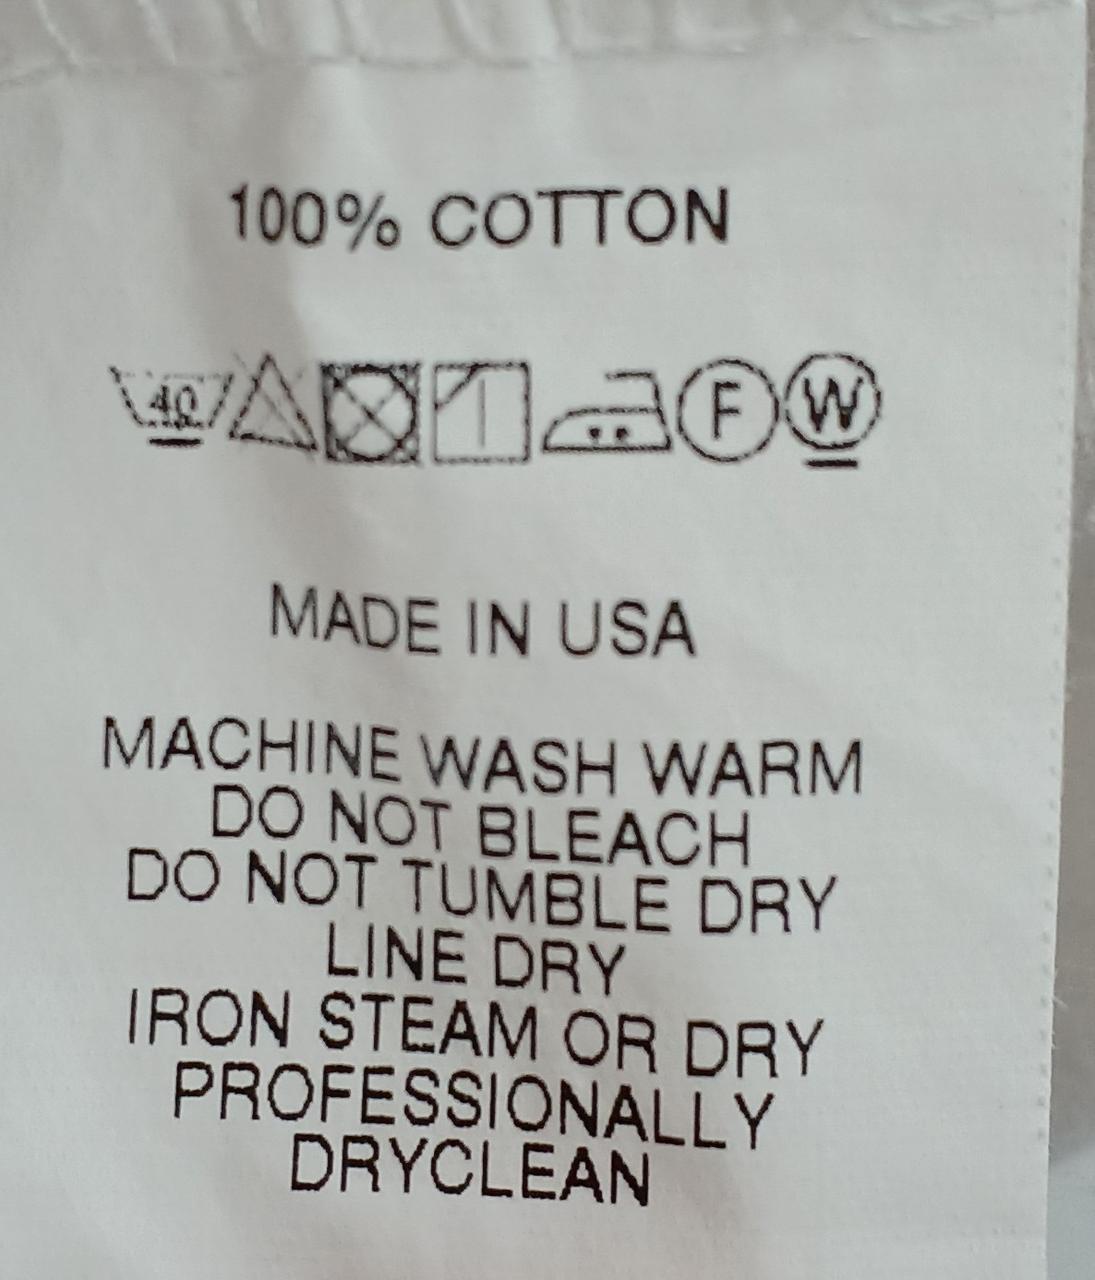 100% COTTON
40 F W
MADE IN USA
MACHINE WASH WARM
DO NOT BLEACH
DO NOT TUMBLE DRY
LINE DRY
IRON STEAM OR DRY
PROFESSIONALLY
DRYCLEAN